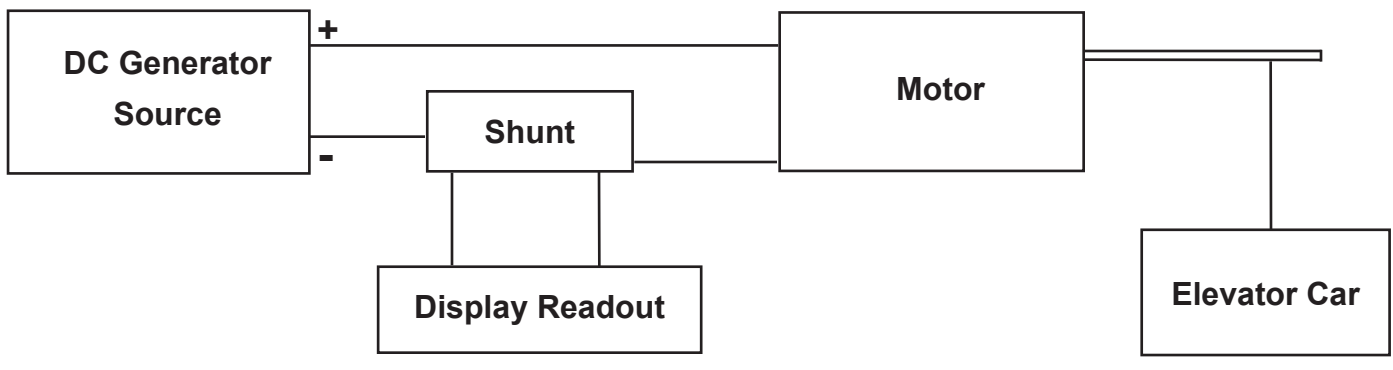 DC Generator
Source
+
-
Shunt
Display Readout
Motor
Elevator Car